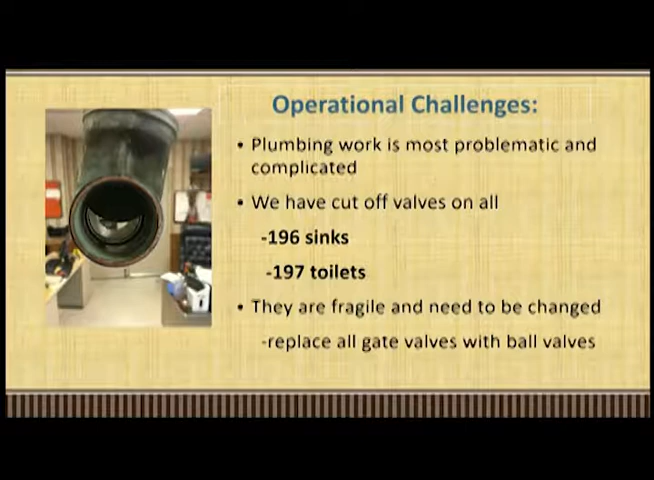 Operational Challenges:
• Plumbing work is most problematic and
complicated
• We have cut off valves on all
-196 sinks
-197 toilets
• They are fragile and need to be changed
-replace all gate valves with ball valves